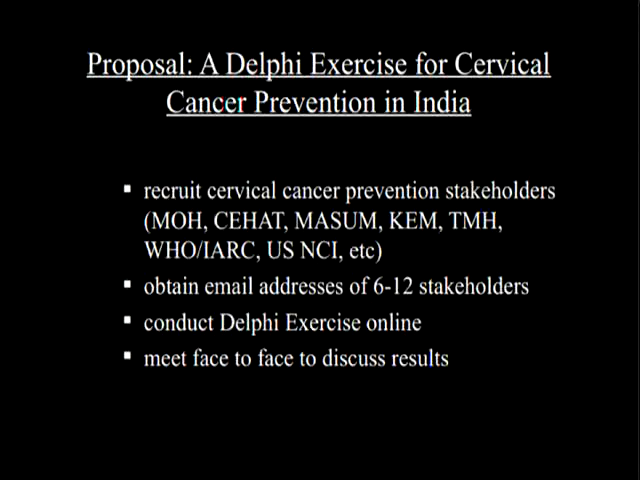 Proposal: A Delphi Exercise for Cervical
Cancer Prevention in India
▪ recruit cervical cancer prevention stakeholders
(MOH, CEHAT, MASUM, KEM, TMH,
WHO/IARC, US NCI, etc)
▪ obtain email addresses of 6-12 stakeholders
▪ conduct Delphi Exercise online
▪ meet face to face to discuss results